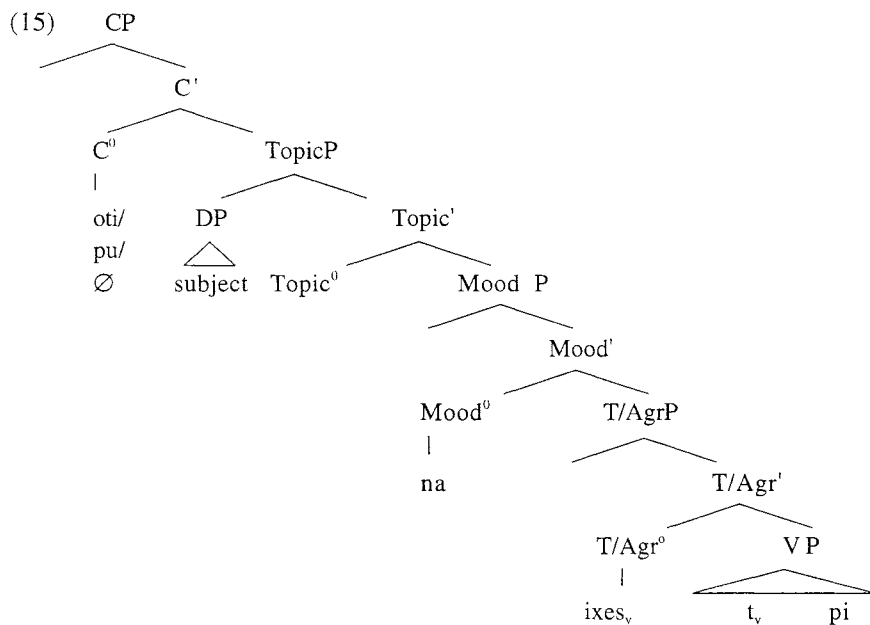 (15) CP
C'
C⁰ TopicP
oti/ DP Topic'
pu/
∅ subject Topic⁰ Mood P
Mood'
Mood⁰ T/AgrP
na T/Agr'
T/Agr⁰ VP
ixesᵥ tᵥ pi